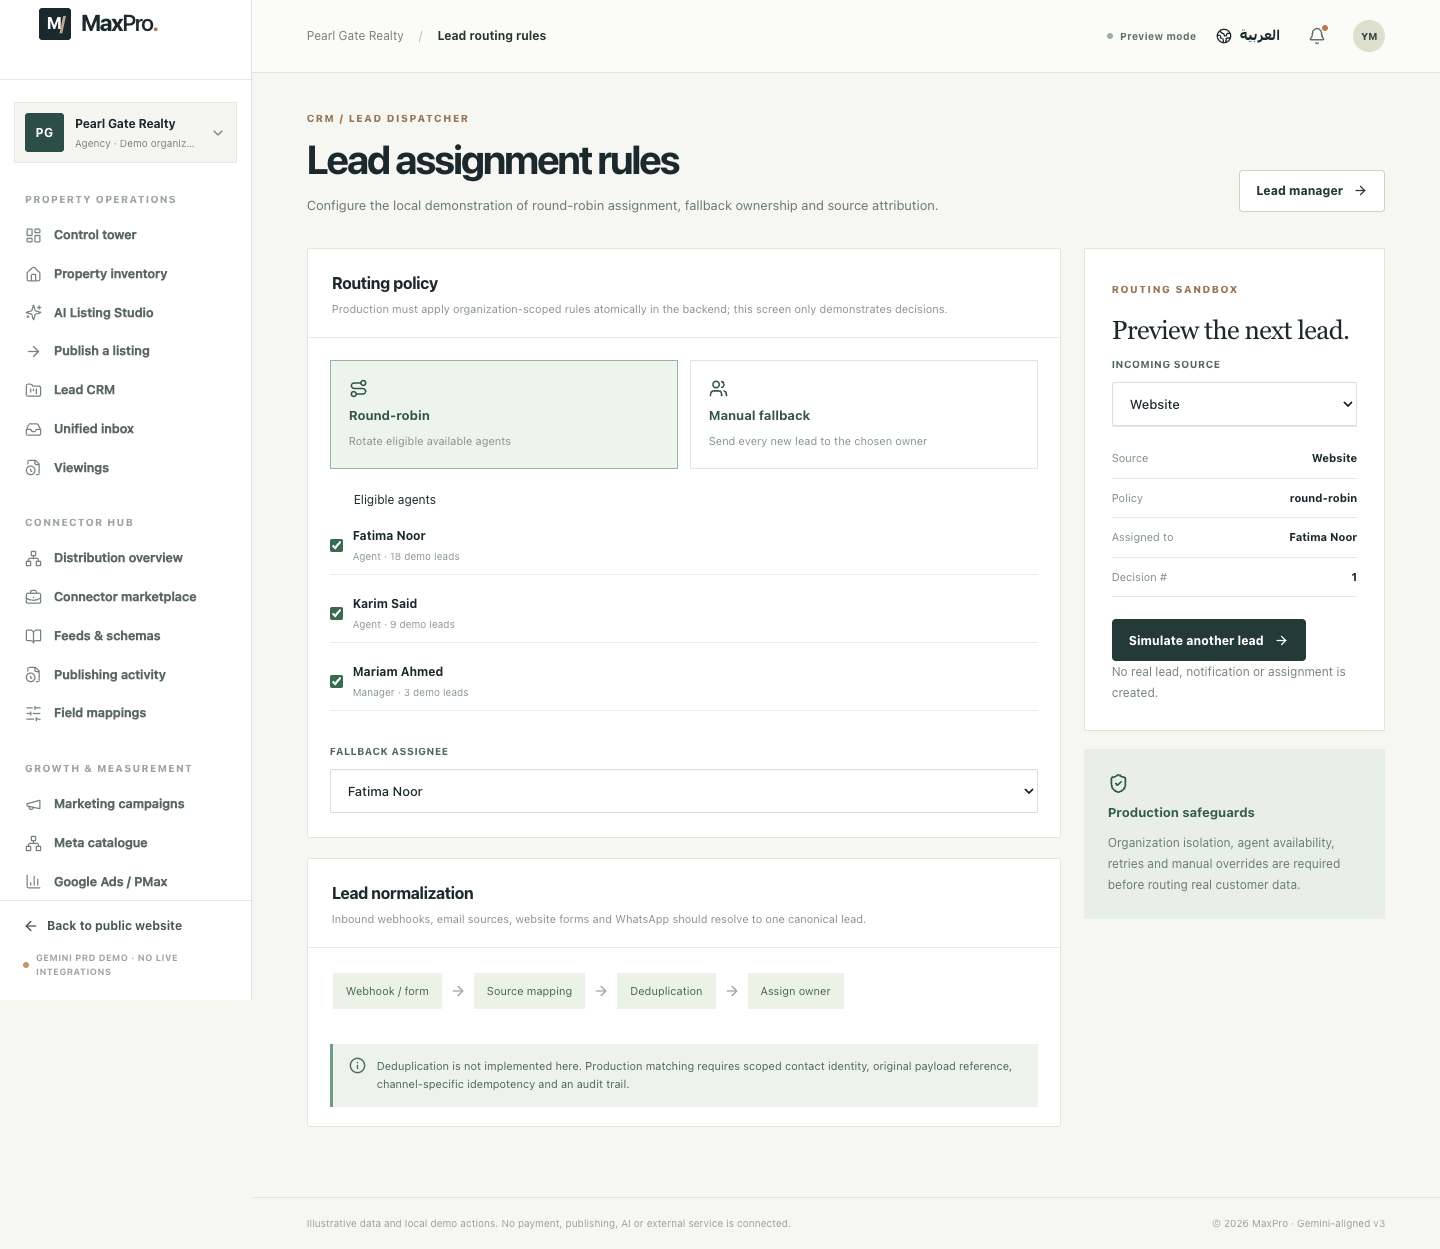 M/ MaxPro.
PG
Pearl Gate Realty
Agency · Demo organiz...
PROPERTY OPERATIONS
Control tower
Property inventory
AI Listing Studio
Publish a listing
Lead CRM
Unified inbox
Viewings
CONNECTOR HUB
Distribution overview
Connector marketplace
Feeds & schemas
Publishing activity
Field mappings
GROWTH & MEASUREMENT
Marketing campaigns
Meta catalogue
Google Ads / PMax
Back to public website
GEMINI PRD DEMO · NO LIVE
INTEGRATIONS
Pearl Gate Realty / Lead routing rules
Preview mode
العربية
YM
CRM / LEAD DISPATCHER
Lead assignment rules
Configure the local demonstration of round-robin assignment, fallback ownership and source attribution.
Lead manager
Routing policy
Production must apply organization-scoped rules atomically in the backend; this screen only demonstrates decisions.
Round-robin
Rotate eligible available agents
Manual fallback
Send every new lead to the chosen owner
Eligible agents
Fatima Noor
Agent · 18 demo leads
Karim Said
Agent · 9 demo leads
Mariam Ahmed
Manager · 3 demo leads
FALLBACK ASSIGNEE
Fatima Noor
Lead normalization
Inbound webhooks, email sources, website forms and WhatsApp should resolve to one canonical lead.
Webhook / form
Source mapping
Deduplication
Assign owner
Deduplication is not implemented here. Production matching requires scoped contact identity, original payload reference,
channel-specific idempotency and an audit trail.
ROUTING SANDBOX
Preview the next lead.
INCOMING SOURCE
Website
Source Website
Policy round-robin
Assigned to Fatima Noor
Decision # 1
Simulate another lead
No real lead, notification or assignment is
created.
Production safeguards
Organization isolation, agent availability,
retries and manual overrides are required
before routing real customer data.
Illustrative data and local demo actions. No payment, publishing, AI or external service is connected.
© 2026 MaxPro · Gemini-aligned v3